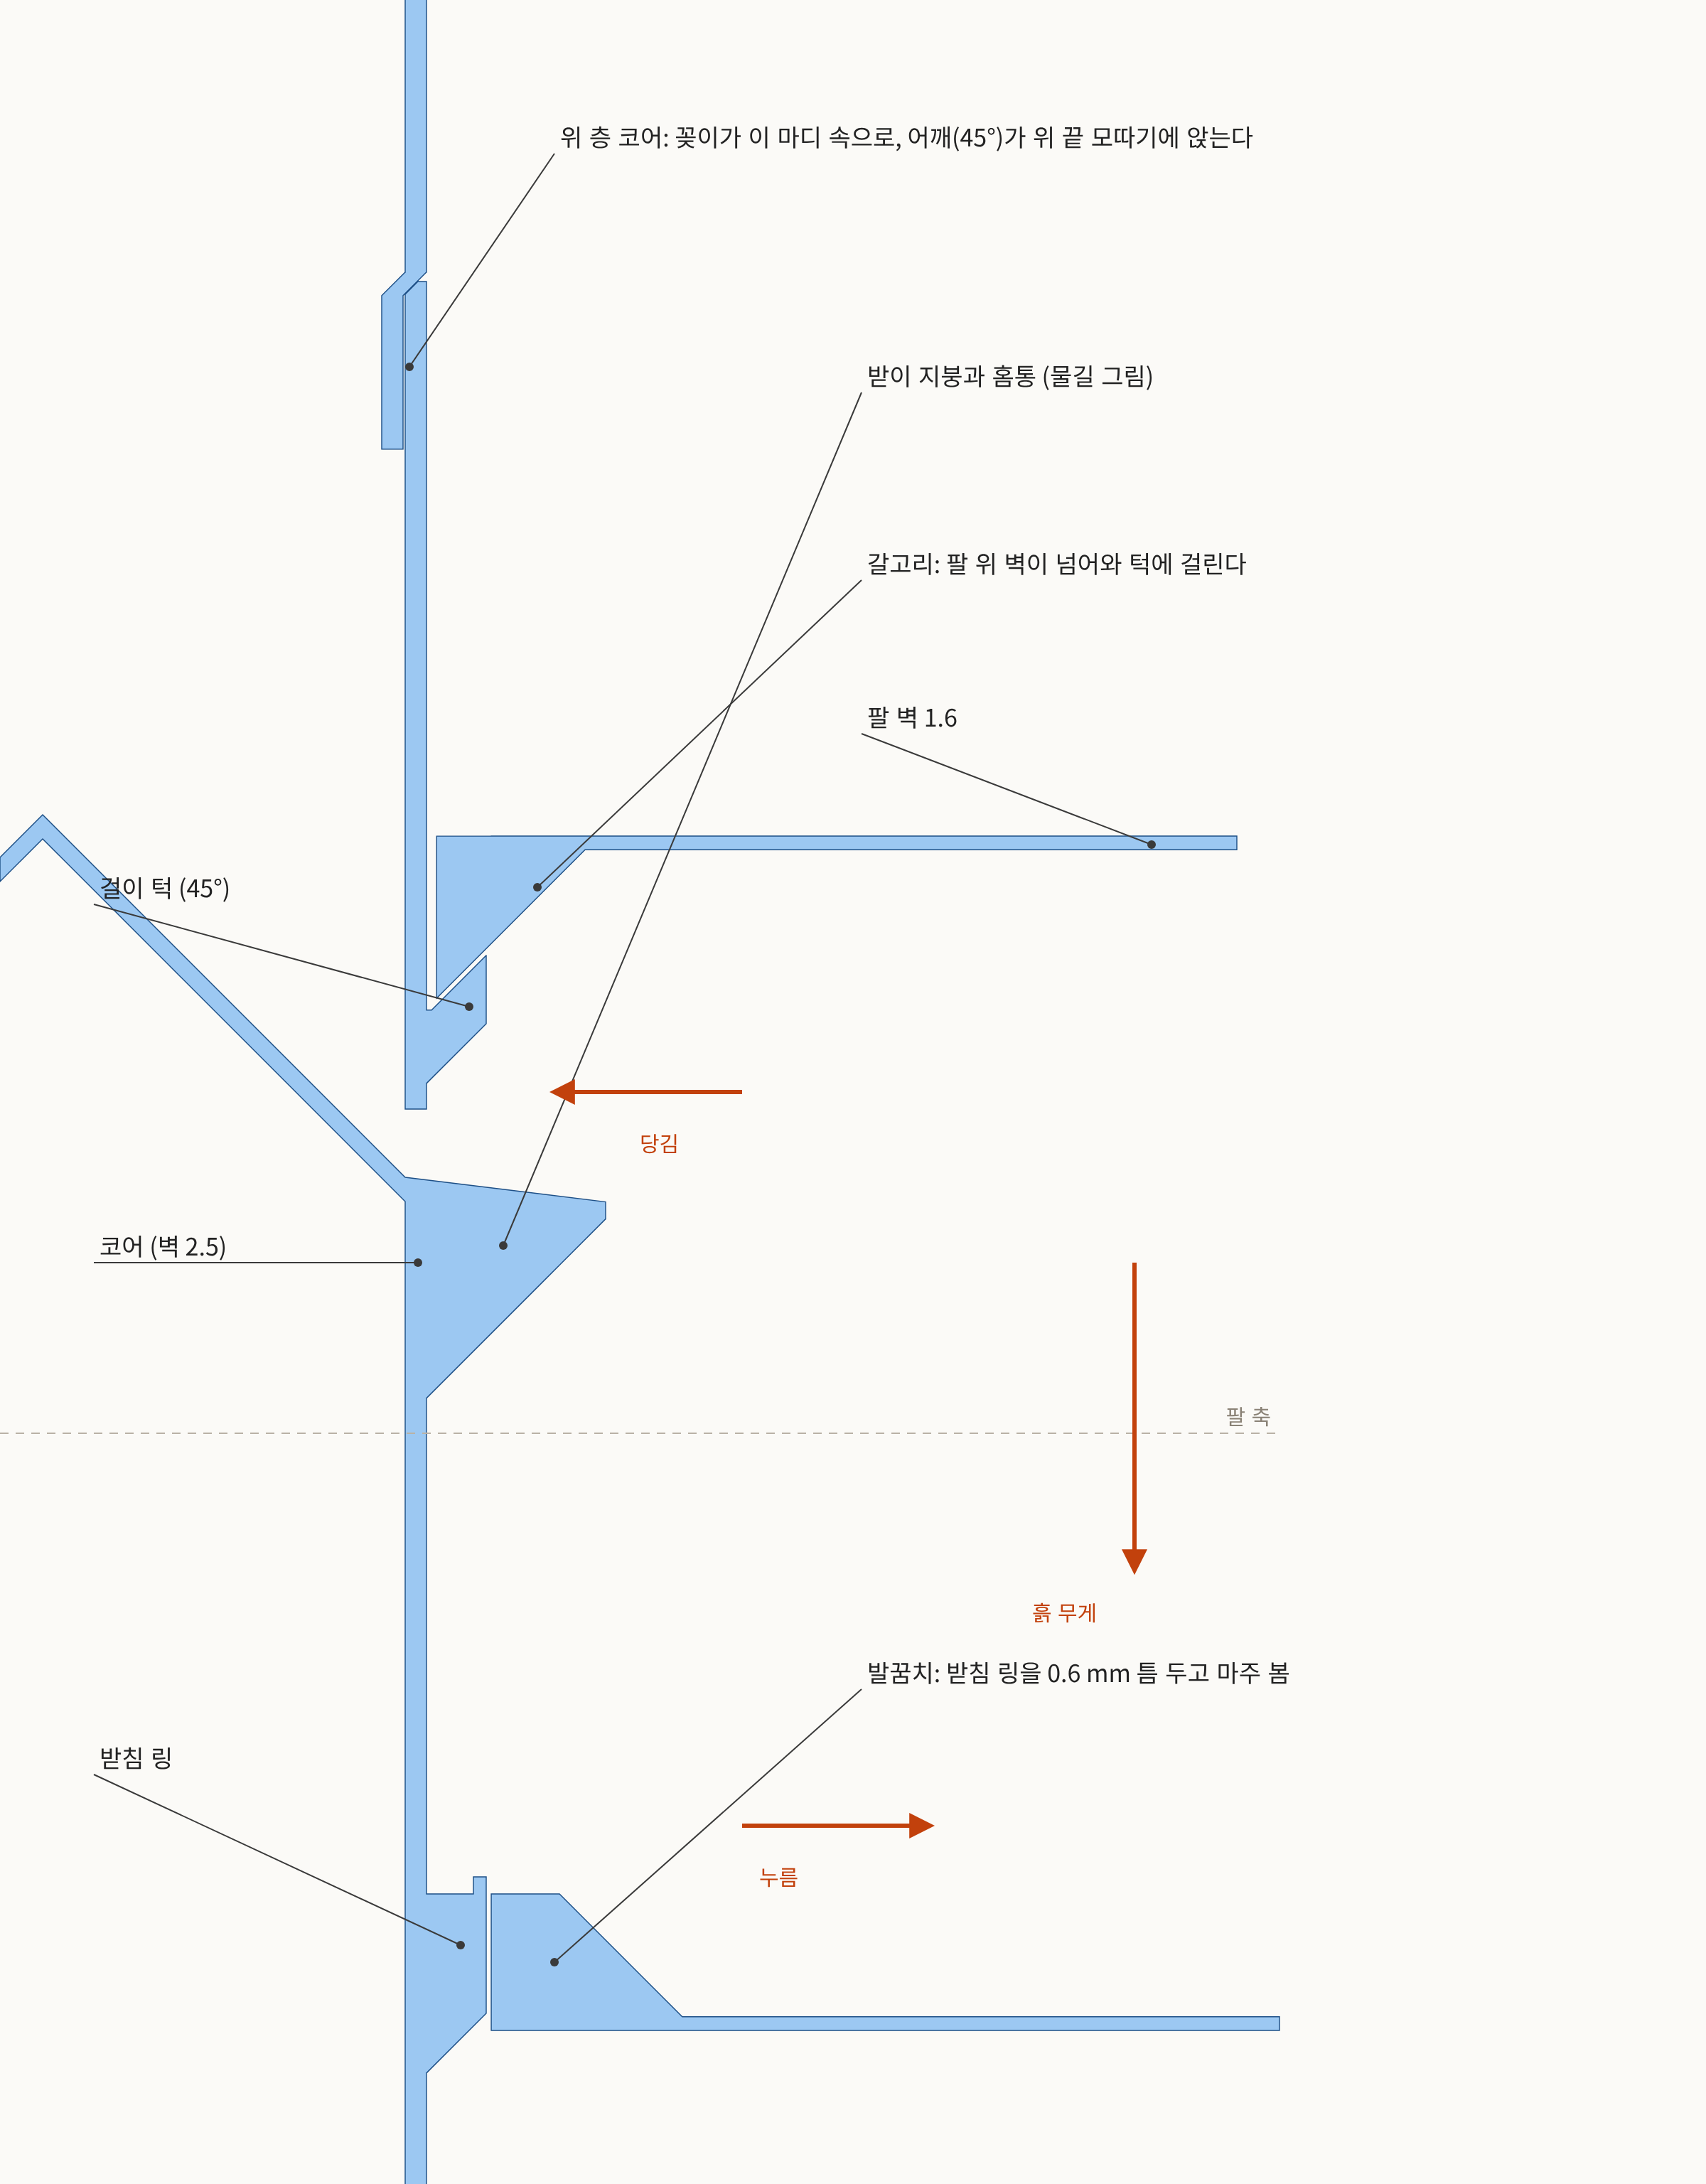 위 층 코어: 꽂이가 이 마디 속으로, 어깨(45°)가 위 끝 모따기에 앉는다
받이 지붕과 홈통 (물길 그림)
갈고리: 팔 위 벽이 넘어와 턱에 걸린다
팔 벽 1.6
걸이 턱 (45°)
당김
코어 (벽 2.5)
팔 축
흙 무게
발꿈치: 받침 링을 0.6 mm 틈 두고 마주 봄
받침 링
누름